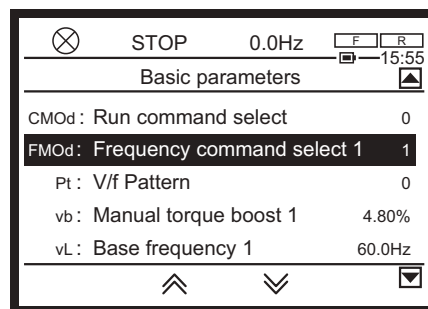 STOP 0.0Hz F R
15:55
Basic parameters
CMOd : Run command select 0
FMOd : Frequency command select 1 1
Pt : V/f Pattern 0
vb : Manual torque boost 1 4.80%
vL : Base frequency 1 60.0Hz